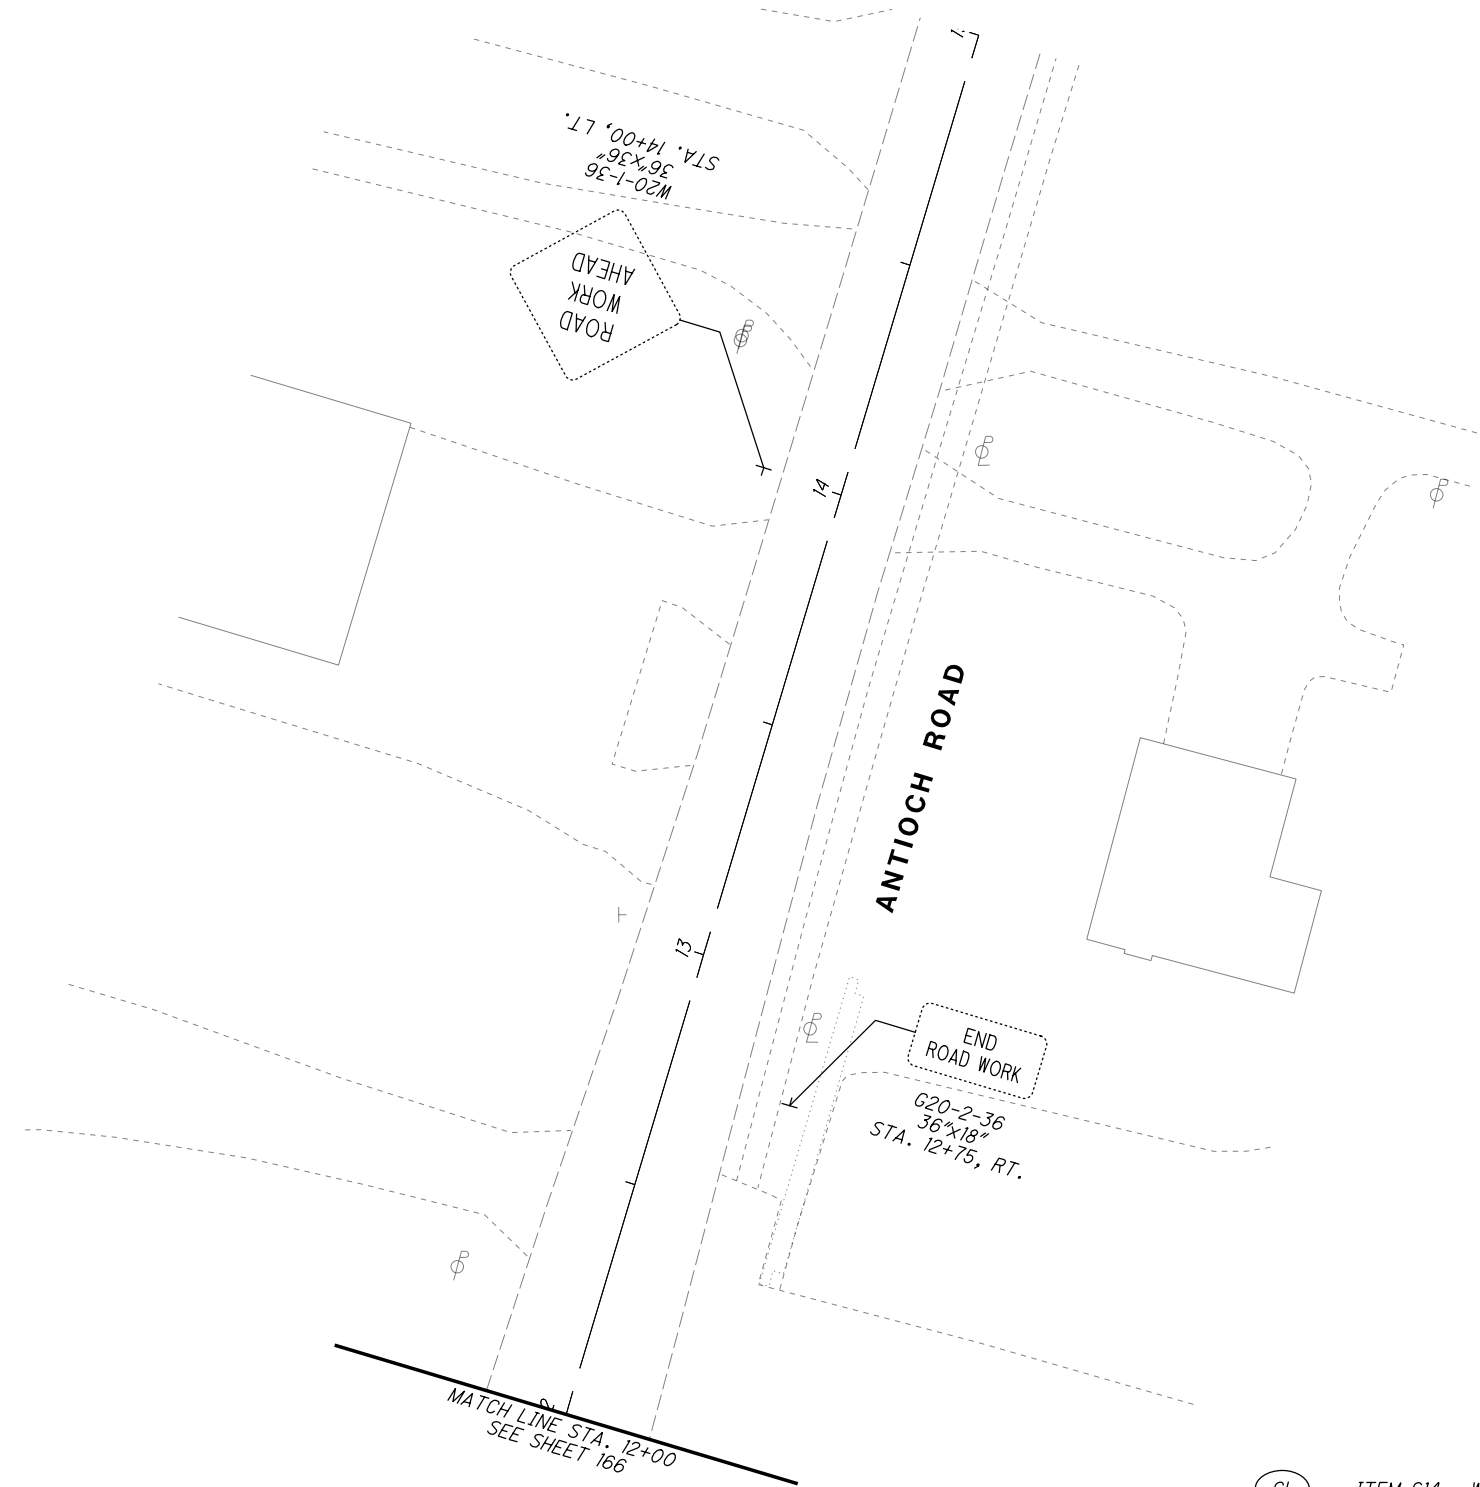 W20-1-36
36"x36"
STA. 14+00, LT.
ROAD
WORK
AHEAD
14
ANTIOCH ROAD
13
END
ROAD WORK
G20-2-36
36"x18"
STA. 12+75, RT.
MATCH LINE STA. 12+00
SEE SHEET 166